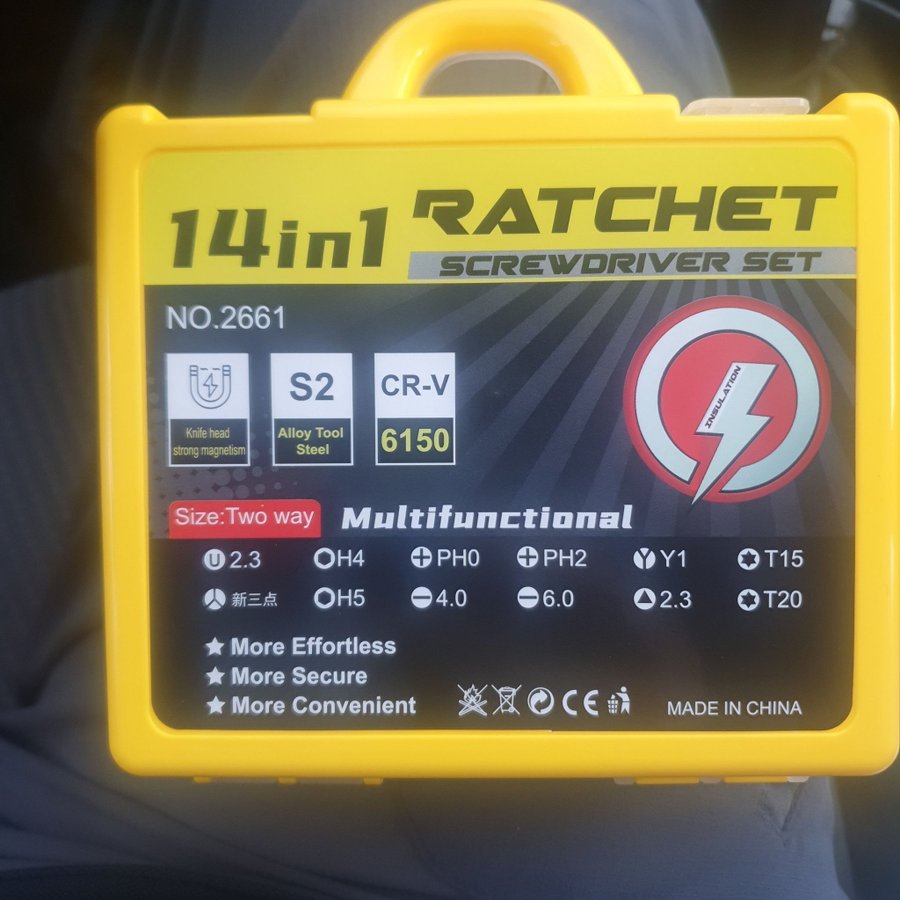 14in1 RATCHET
SCREWDRIVER SET
NO.2661
Knife head
strong magnetism
S2
Alloy Tool
Steel
CR-V
6150
INSULATION
Size:Two way
Multifunctional
U 2.3 H4 PH0 PH2 Y1 T15
新三点 H5 4.0 6.0 2.3 T20
More Effortless
More Secure
More Convenient
CE
MADE IN CHINA